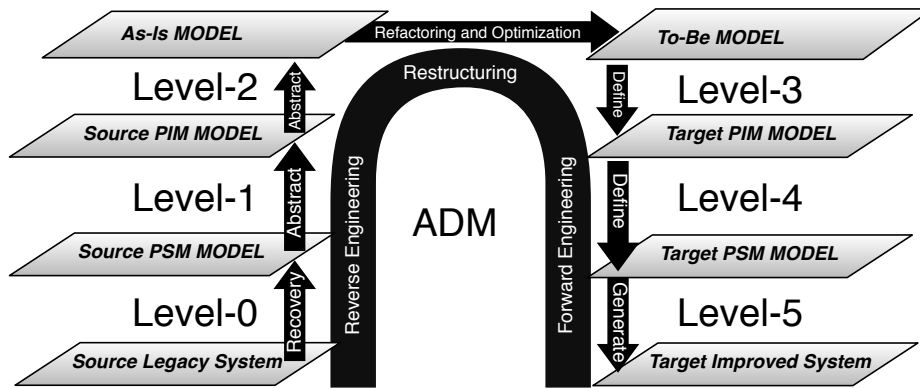 As-Is MODEL
Refactoring and Optimization
To-Be MODEL
Restructuring
Level-2
Abstract
Define
Level-3
Source PIM MODEL
Target PIM MODEL
Level-1
Abstract
Reverse Engineering
ADM
Forward Engineering
Define
Level-4
Source PSM MODEL
Target PSM MODEL
Level-0
Recovery
Generate
Level-5
Source Legacy System
Target Improved System